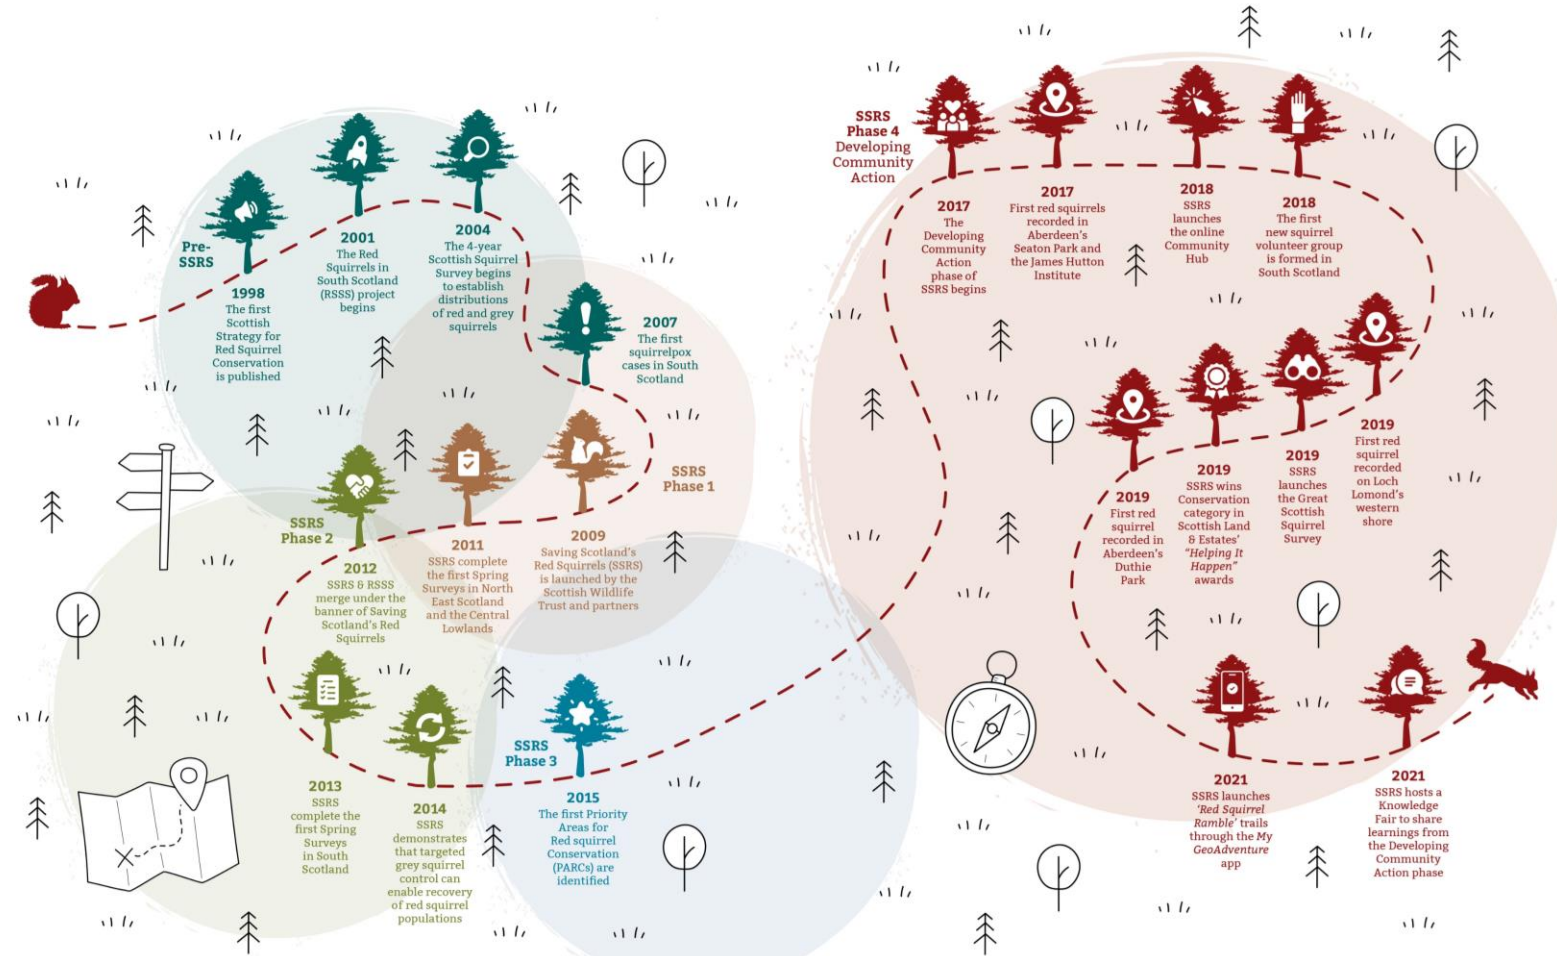 Pre-
SSRS
1998
The first
Scottish
Strategy for
Red Squirrel
Conservation
is published
2001
The Red
Squirrels in
South Scotland
(RSSS) project
begins
2004
The 4-year
Scottish Squirrel
Survey begins
to establish
distributions
of red and grey
squirrels
2007
The first
squirrelpox
cases in South
Scotland
SSRS
Phase 1
2009
Saving Scotland's
Red Squirrels (SSRS)
is launched by the
Scottish Wildlife
Trust and partners
2011
SSRS complete
the first Spring
Surveys in North
East Scotland
and the Central
Lowlands
SSRS
Phase 2
2012
SSRS & RSSS
merge under the
banner of Saving
Scotland's Red
Squirrels
2013
SSRS
complete the
first Spring
Surveys
in South
Scotland
2014
SSRS
demonstrates
that targeted
grey squirrel
control can
enable recovery
of red squirrel
populations
SSRS
Phase 3
2015
The first Priority
Areas for
Red squirrel
Conservation
(PARCs) are
identified
SSRS
Phase 4
Developing
Community
Action
2017
The
Developing
Community
Action
phase of
SSRS begins
2017
First red squirrels
recorded in
Aberdeen's
Seaton Park and
the James Hutton
Institute
2018
SSRS
launches
the online
Community
Hub
2018
The first
new squirrel
volunteer group
is formed in
South Scotland
2019
First red
squirrel
recorded
on Loch
Lomond's
western
shore
2019
SSRS
launches
the Great
Scottish
Squirrel
Survey
2019
SSRS wins
Conservation
category in
Scottish Land
& Estates'
"Helping It
Happen"
awards
2019
First red
squirrel
recorded in
Aberdeen's
Duthie
Park
2021
SSRS launches
'Red Squirrel
Ramble' trails
through the My
GeoAdventure
app
2021
SSRS hosts a
Knowledge
Fair to share
learnings from
the Developing
Community
Action phase